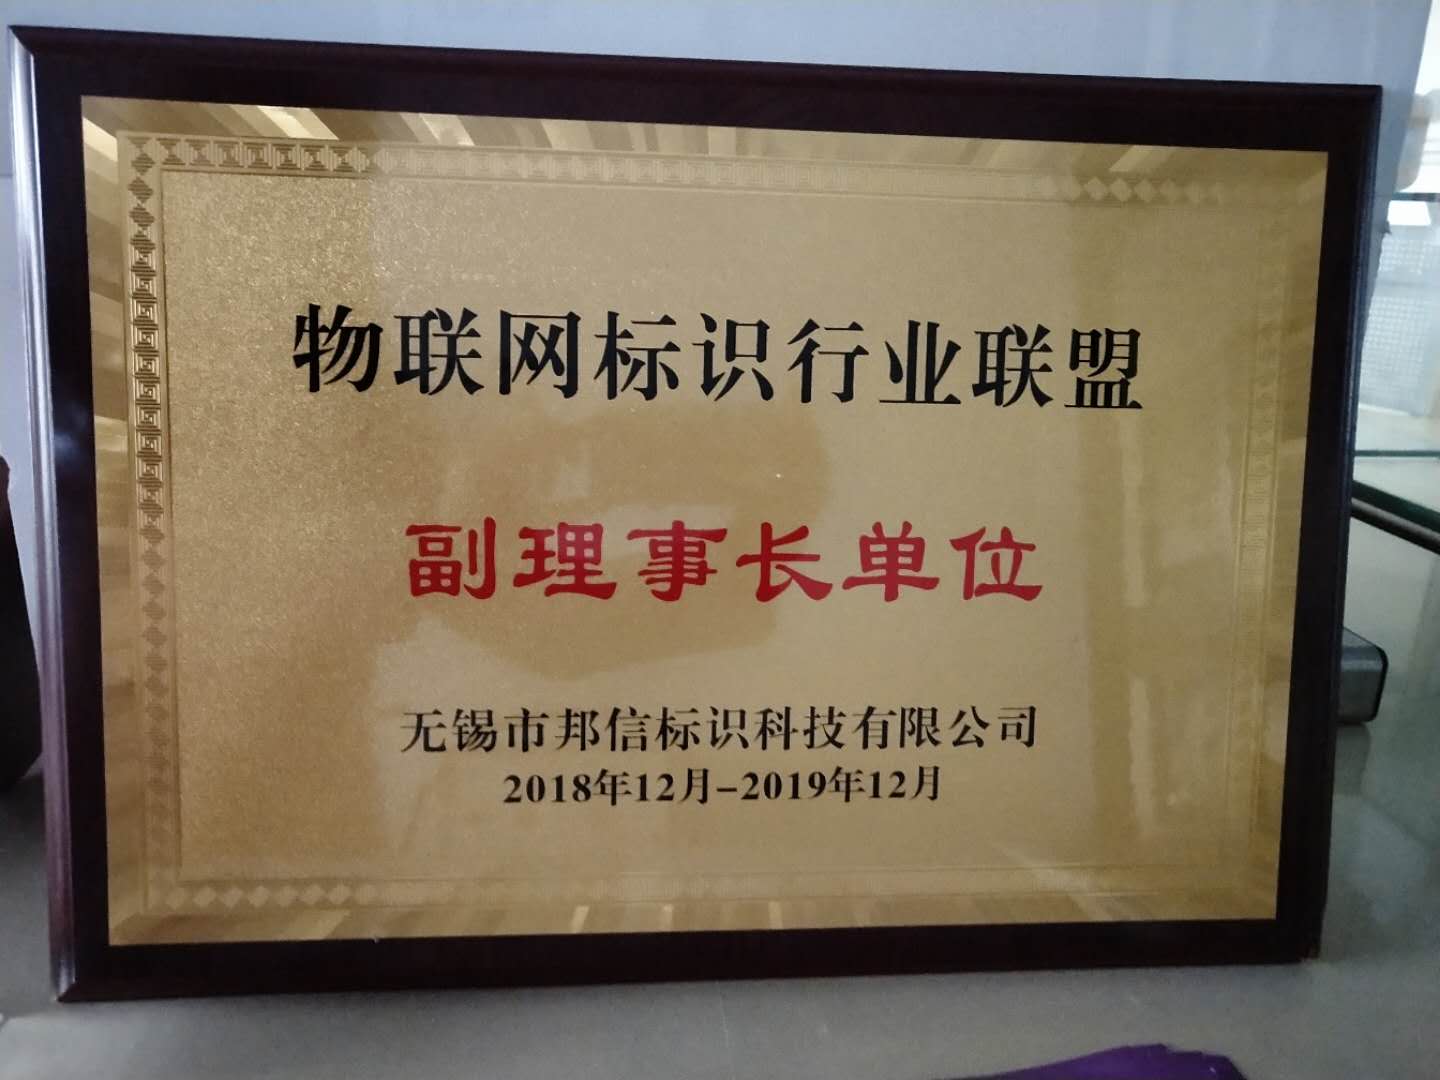 物联网标识行业联盟
副理事长单位
无锡市邦信标识科技有限公司
2018年12月-2019年12月